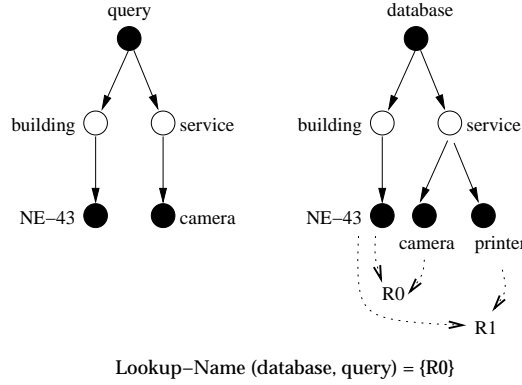 query
database
building
service
building
service
NE−43
camera
NE−43
camera
printer
R0
R1
Lookup−Name (database, query) = {R0}